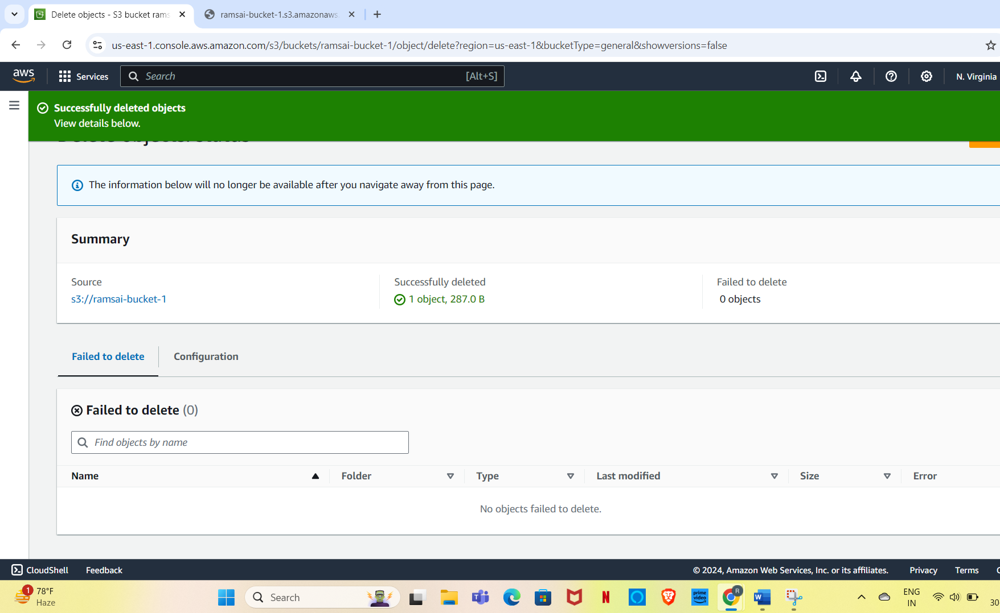 Delete objects - S3 bucket rams
ramsai-bucket-1.s3.amazonaws.
us-east-1.console.aws.amazon.com/s3/buckets/ramsai-bucket-1/object/delete?region=us-east-1&bucketType=general&showversions=false
aws
Services
Search
[Alt+S]
N. Virginia
Successfully deleted objects
View details below.
The information below will no longer be available after you navigate away from this page.
Summary
Source
Successfully deleted
Failed to delete
s3://ramsai-bucket-1
1 object, 287.0 B
0 objects
Failed to delete
Configuration
Failed to delete (0)
Find objects by name
Name
Folder
Type
Last modified
Size
Error
No objects failed to delete.
CloudShell
Feedback
© 2024, Amazon Web Services, Inc. or its affiliates.
Privacy
Terms
1
78°F
Haze
Search
prime
video
R
ENG
IN